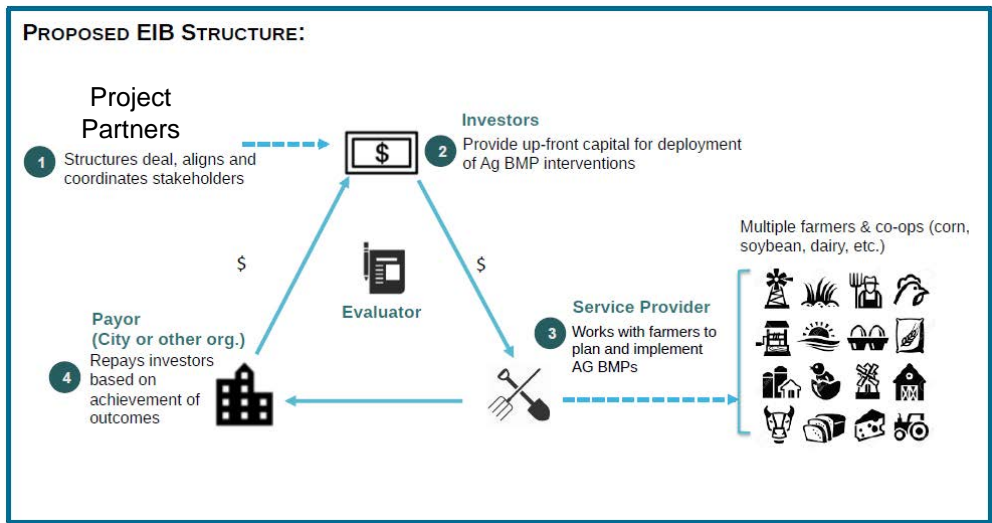 PROPOSED EIB STRUCTURE:
Project
Partners
1
Structures deal, aligns and
coordinates stakeholders
$
2
Investors
Provide up-front capital for deployment
of Ag BMP interventions
$
$
Evaluator
Multiple farmers & co-ops (corn,
soybean, dairy, etc.)
3
Service Provider
Works with farmers to
plan and implement
AG BMPs
Payor
(City or other org.)
4
Repays investors
based on
achievement of
outcomes